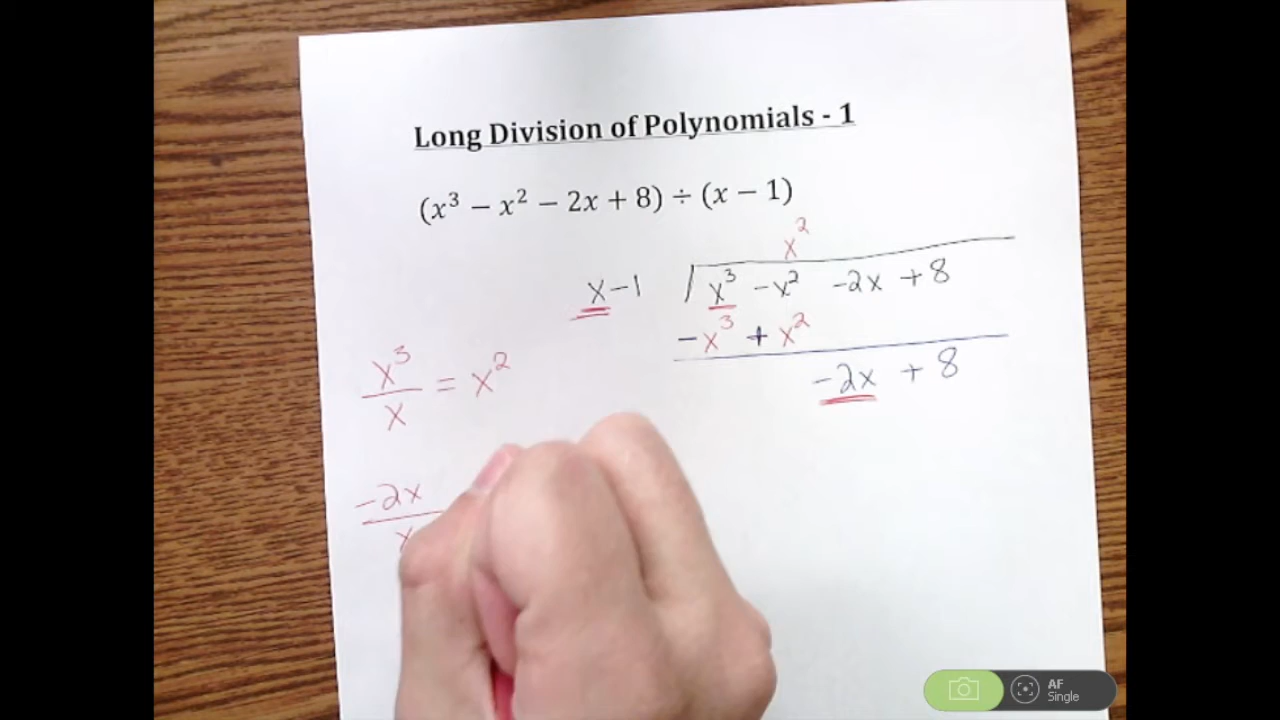 Long Division of Polynomials - 1
(x³ − x² − 2x + 8) ÷ (x − 1)
x²
x-1 x³ -x² -2x +8
-x³ + x²
x³/x = x²
-2x + 8
-2x/x
AF
Single